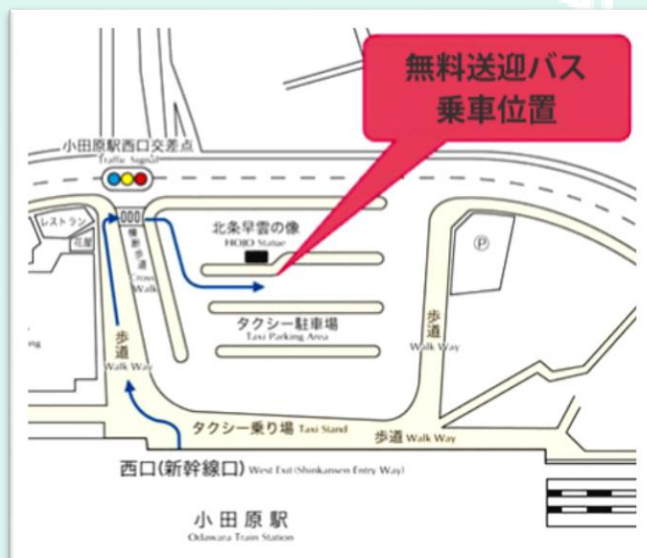 無料送迎バス
乗車位置
小田原駅西口交差点
Traffic Signal
レストラン
花屋
横断歩道
Cross
Walk
北条早雲の像
HOJO Statue
P
タクシー駐車場
Taxi Parking Area
歩道
Walk Way
歩道
Walk Way
タクシー乗り場 Taxi Stand
歩道 Walk Way
西口(新幹線口) West Exit (Shinkansen Entry Way)
小田原駅
Odawara Train Station